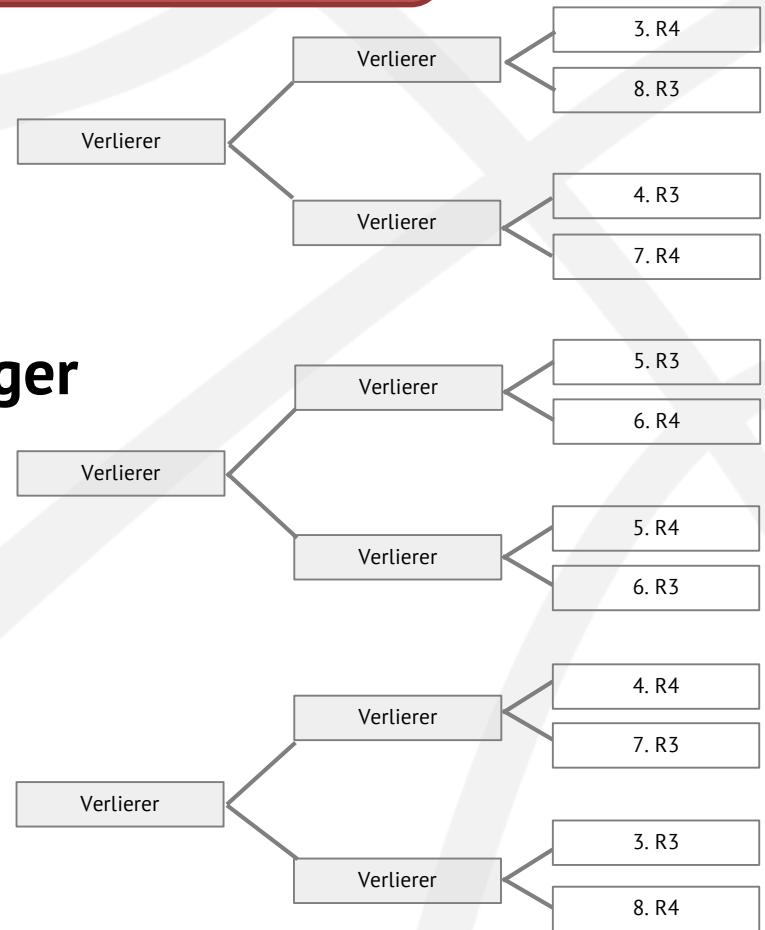 3. R4
Verlierer
8. R3
Verlierer
4. R3
Verlierer
7. R4
5. R3
ger
Verlierer
6. R4
Verlierer
5. R4
Verlierer
6. R3
4. R4
Verlierer
7. R3
Verlierer
3. R3
Verlierer
8. R4